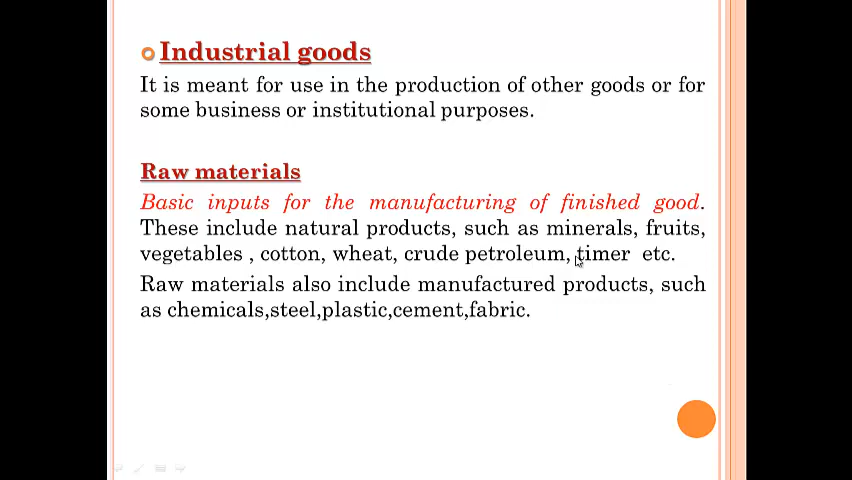 Industrial goods
It is meant for use in the production of other goods or for
some business or institutional purposes.
Raw materials
Basic inputs for the manufacturing of finished good.
These include natural products, such as minerals, fruits,
vegetables , cotton, wheat, crude petroleum, timer etc.
Raw materials also include manufactured products, such
as chemicals,steel,plastic,cement,fabric.